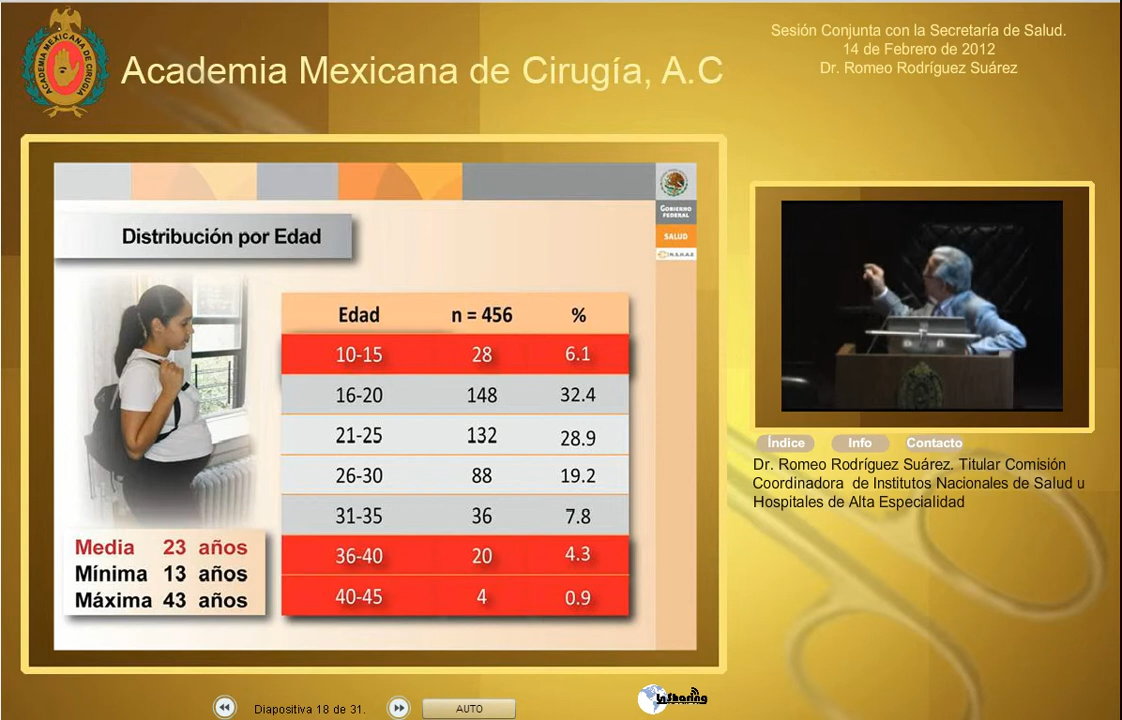 ACADEMIA MEXICANA DE CIRUGIA
Academia Mexicana de Cirugía, A.C
Sesión Conjunta con la Secretaría de Salud.
14 de Febrero de 2012
Dr. Romeo Rodríguez Suárez
GOBIERNO
FEDERAL
SALUD
Distribución por Edad
Edad n = 456 %
10-15 28 6.1
16-20 148 32.4
21-25 132 28.9
26-30 88 19.2
31-35 36 7.8
36-40 20 4.3
40-45 4 0.9
Media 23 años
Mínima 13 años
Máxima 43 años
Índice Info Contacto
Dr. Romeo Rodríguez Suárez. Titular Comisión
Coordinadora de Institutos Nacionales de Salud u
Hospitales de Alta Especialidad
Diapositiva 18 de 31.
AUTO
InSharing